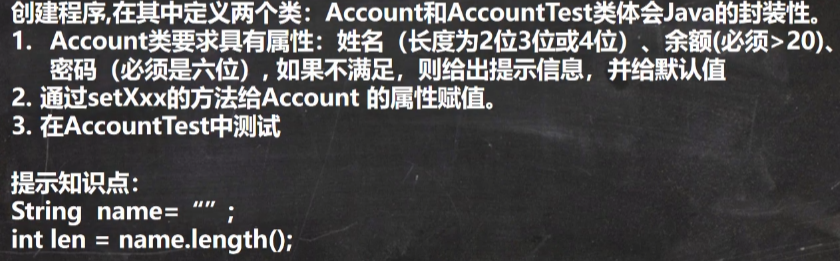 创建程序,在其中定义两个类：Account和AccountTest类体会Java的封装性。
1. Account类要求具有属性：姓名（长度为2位3位或4位）、余额(必须>20)、
密码（必须是六位）, 如果不满足，则给出提示信息，并给默认值
2. 通过setXxx的方法给Account 的属性赋值。
3. 在AccountTest中测试
提示知识点：
String name= “” ;
int len = name.length();